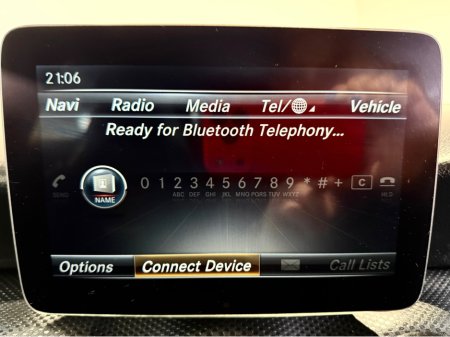 21:06
Navi Radio Media Tel/ Vehicle
Ready for Bluetooth Telephony...
0 1 2 3 4 5 6 7 8 9 * # + C
SEND NAME ABC DEF GHI JKL MNO PQRS TUV WXYZ HLD
Options Connect Device Call Lists